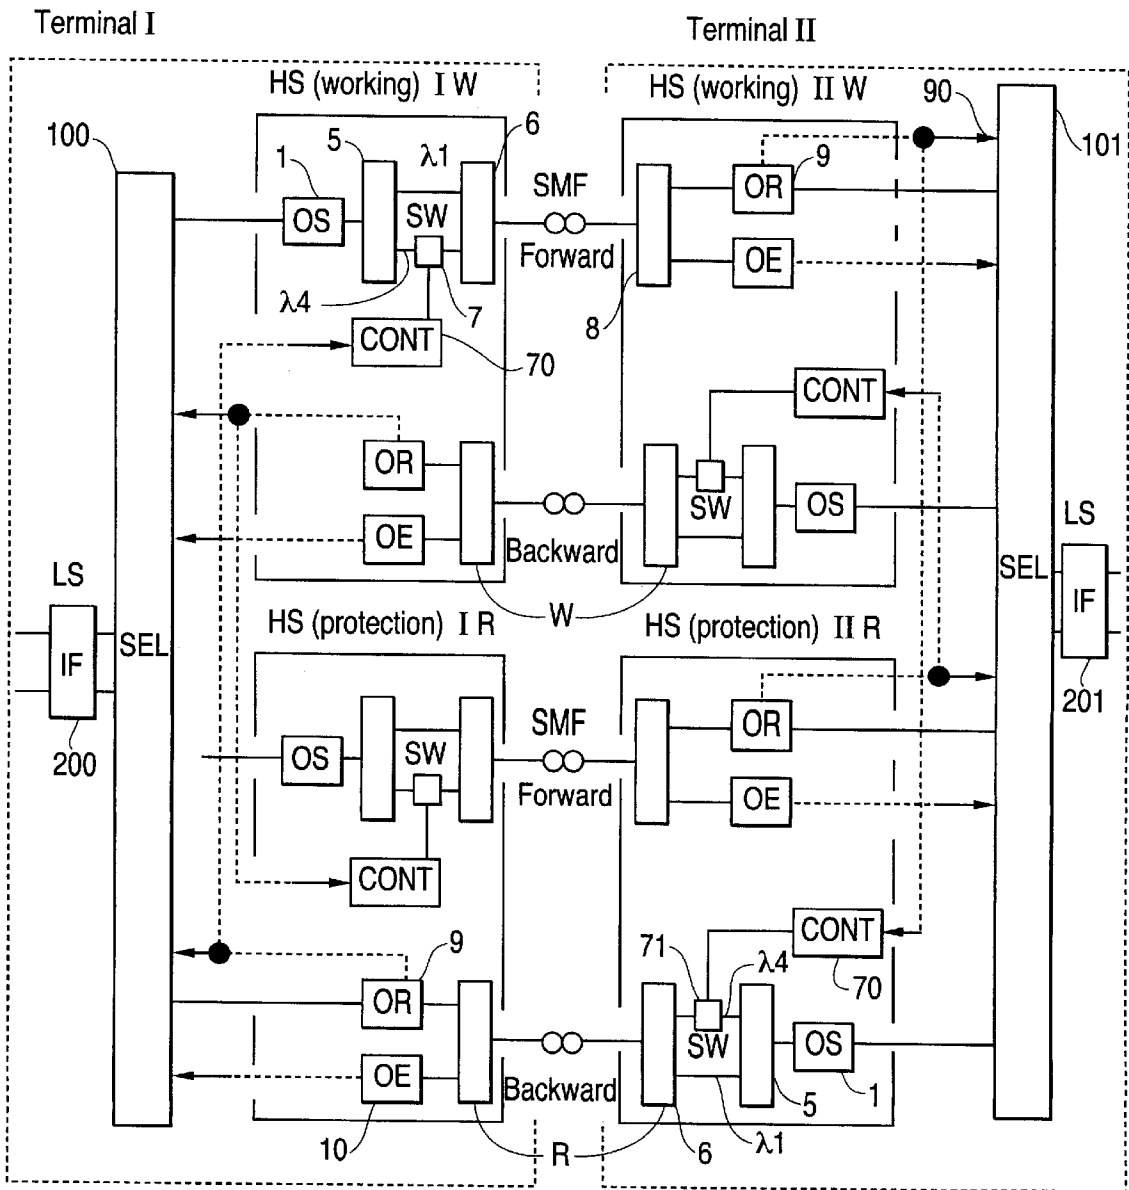 Terminal I
Terminal II
HS (working) I W
HS (working) II W
100
1
5
λ1
6
SMF
9
90
101
OS
SW
OR
Forward
OE
λ4
7
8
CONT
70
CONT
OR
SW
OS
LS
OE
Backward
LS
SEL
IF
W
HS (protection) I R
HS (protection) II R
IF
SEL
200
201
SMF
OR
OS
SW
Forward
OE
CONT
CONT
9
71
λ4
70
OR
SW
OS
OE
Backward
5
1
10
R
6
λ1